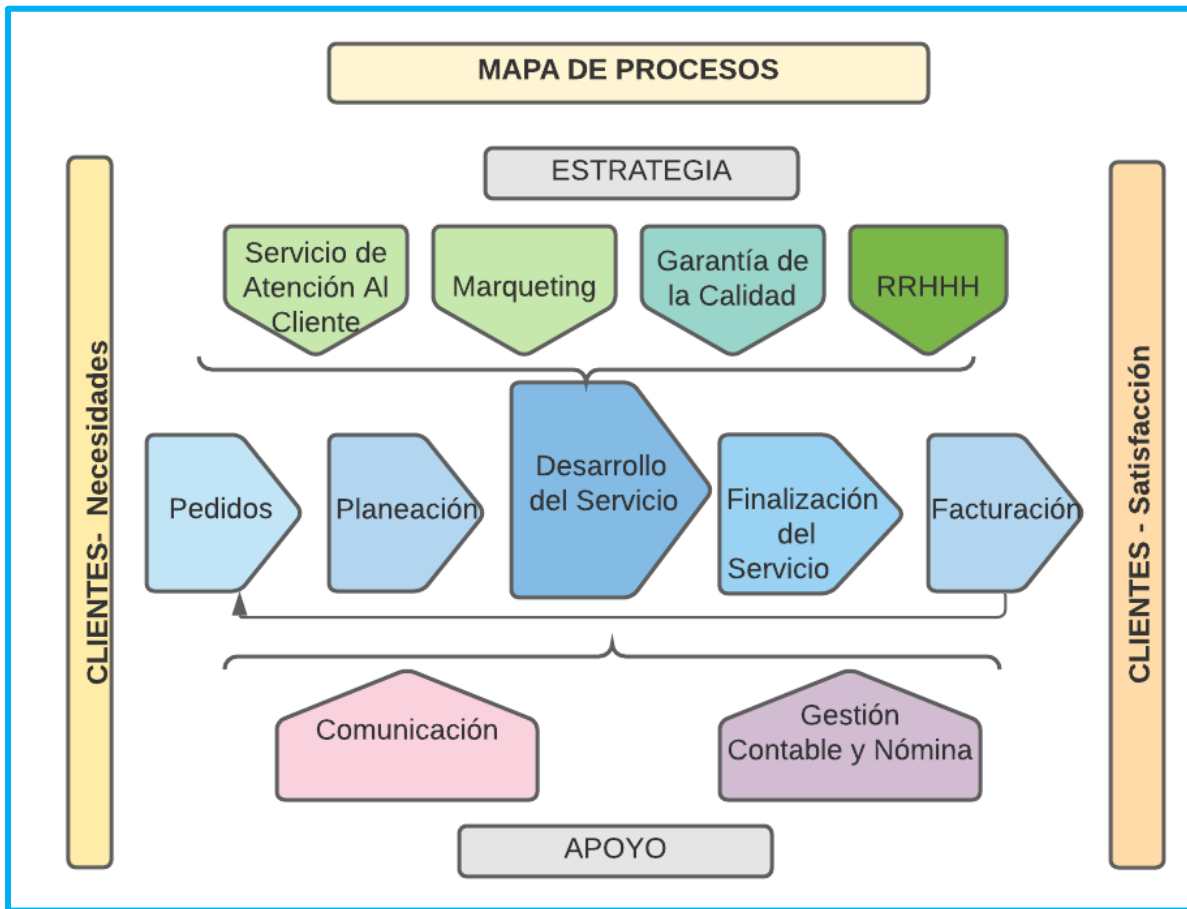 MAPA DE PROCESOS
ESTRATEGIA
CLIENTES- Necesidades
Servicio de
Atención Al
Cliente
Marqueting
Garantía de
la Calidad
RRHHH
Pedidos
Planeación
Desarrollo
del Servicio
Finalización
del
Servicio
Facturación
CLIENTES - Satisfacción
Comunicación
Gestión
Contable y Nómina
APOYO